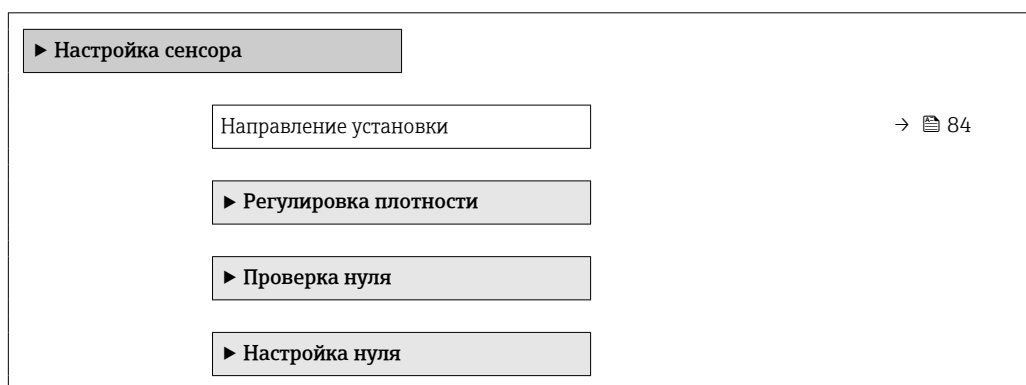 ▶ Настройка сенсора
Направление установки → 84
▶ Регулировка плотности
▶ Проверка нуля
▶ Настройка нуля